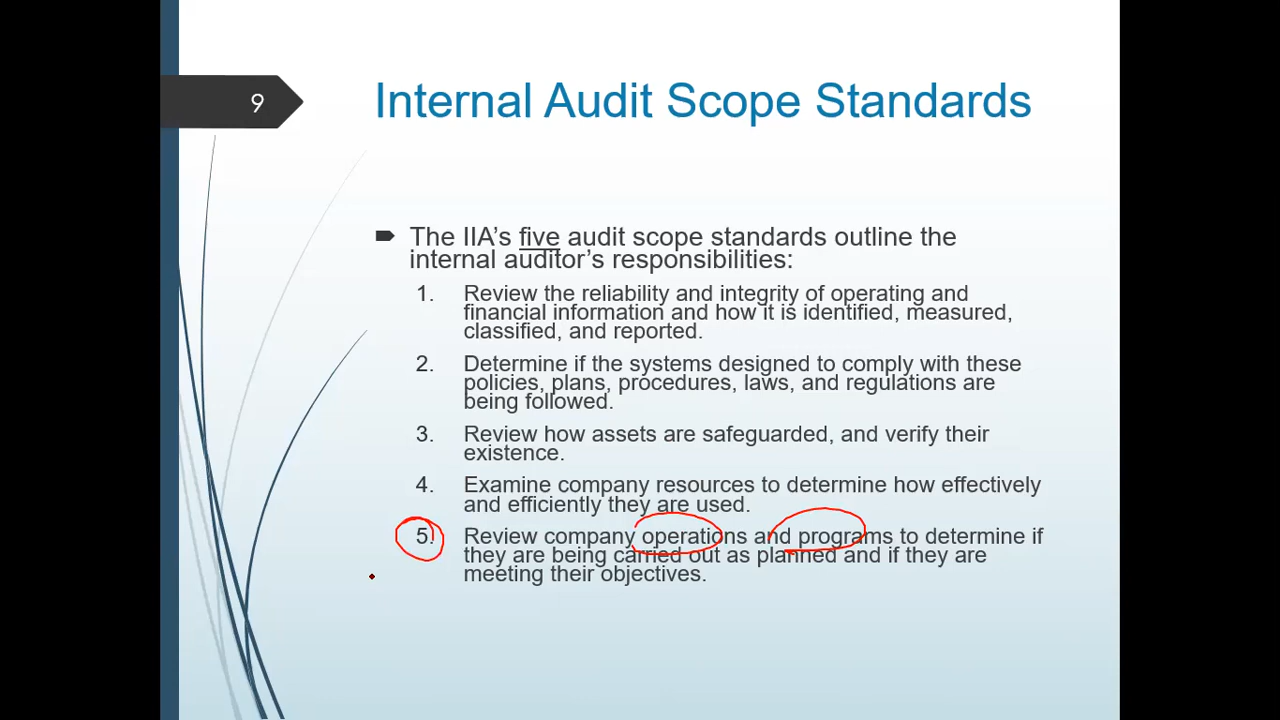 9
Internal Audit Scope Standards
The IIA's five audit scope standards outline the
internal auditor's responsibilities:
1. Review the reliability and integrity of operating and
financial information and how it is identified, measured,
classified, and reported.
2. Determine if the systems designed to comply with these
policies, plans, procedures, laws, and regulations are
being followed.
3. Review how assets are safeguarded, and verify their
existence.
4. Examine company resources to determine how effectively
and efficiently they are used.
5. Review company operations and programs to determine if
they are being carried out as planned and if they are
meeting their objectives.